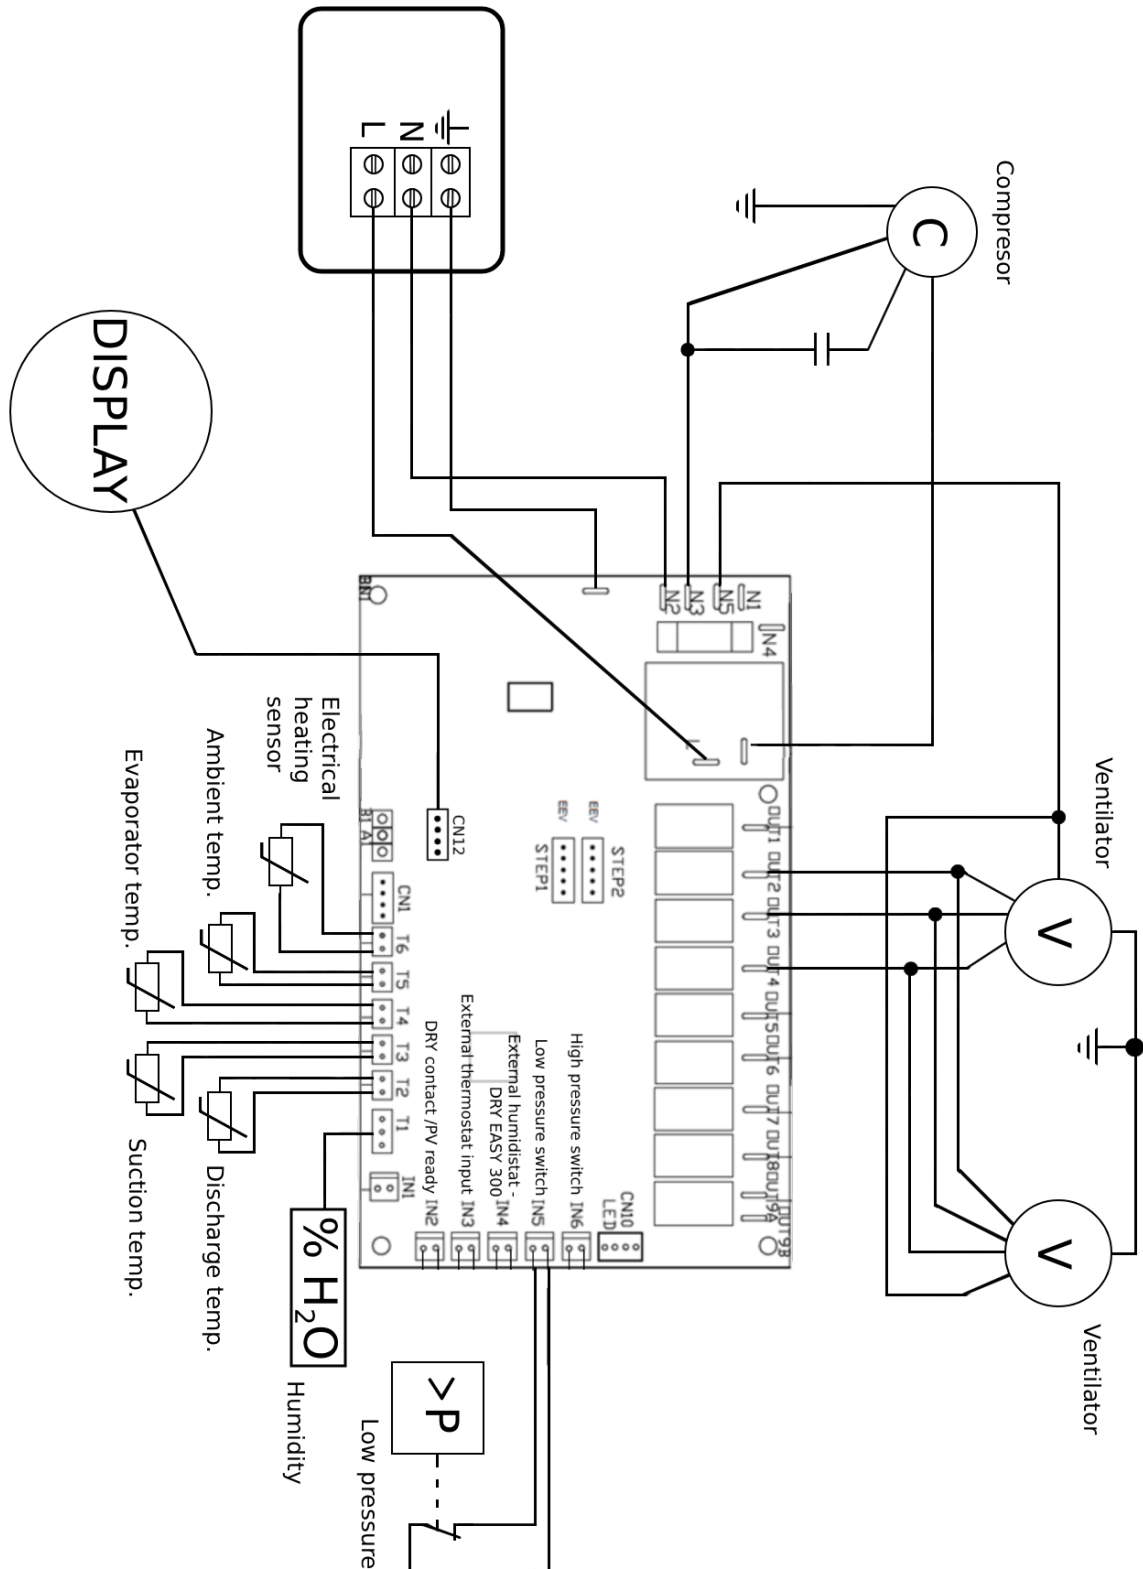 L
N
Compresor
C
DISPLAY
BN1
N2
N3
N5
N1
N4
L
Ventilator
V
Ventilator
V
Electrical
heating
sensor
Ambient temp.
Evaporator temp.
Suction temp.
Discharge temp.
B1 A1
CN12
CN1
T6
T5
T4
T3
T2
T1
IN1
EEV
EEV
STEP1
STEP2
OUT1
OUT2
OUT3
OUT4
OUT5
OUT6
OUT7
OUT8
OUT9A
OUT9B
DRY contact /PV ready IN2
External thermostat input IN3
External humidistat -
DRY EASY 300 IN4
Low pressure switch IN5
High pressure switch IN6
CN10
LED
% H₂O
Humidity
>P
Low pressure